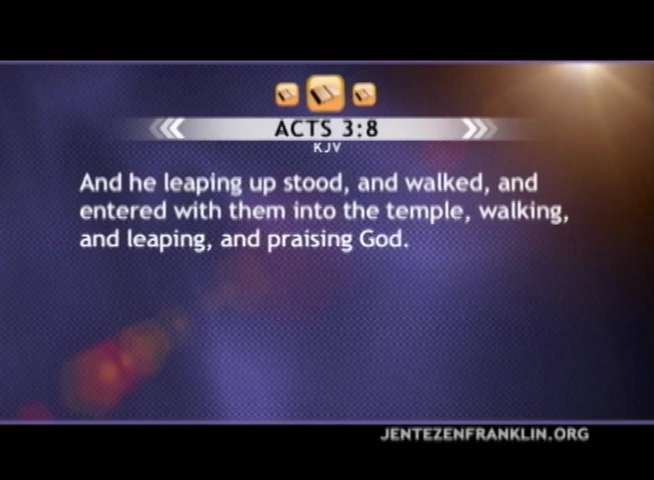 ACTS 3:8
KJV
And he leaping up stood, and walked, and
entered with them into the temple, walking,
and leaping, and praising God.
JENTEZENFRANKLIN.ORG